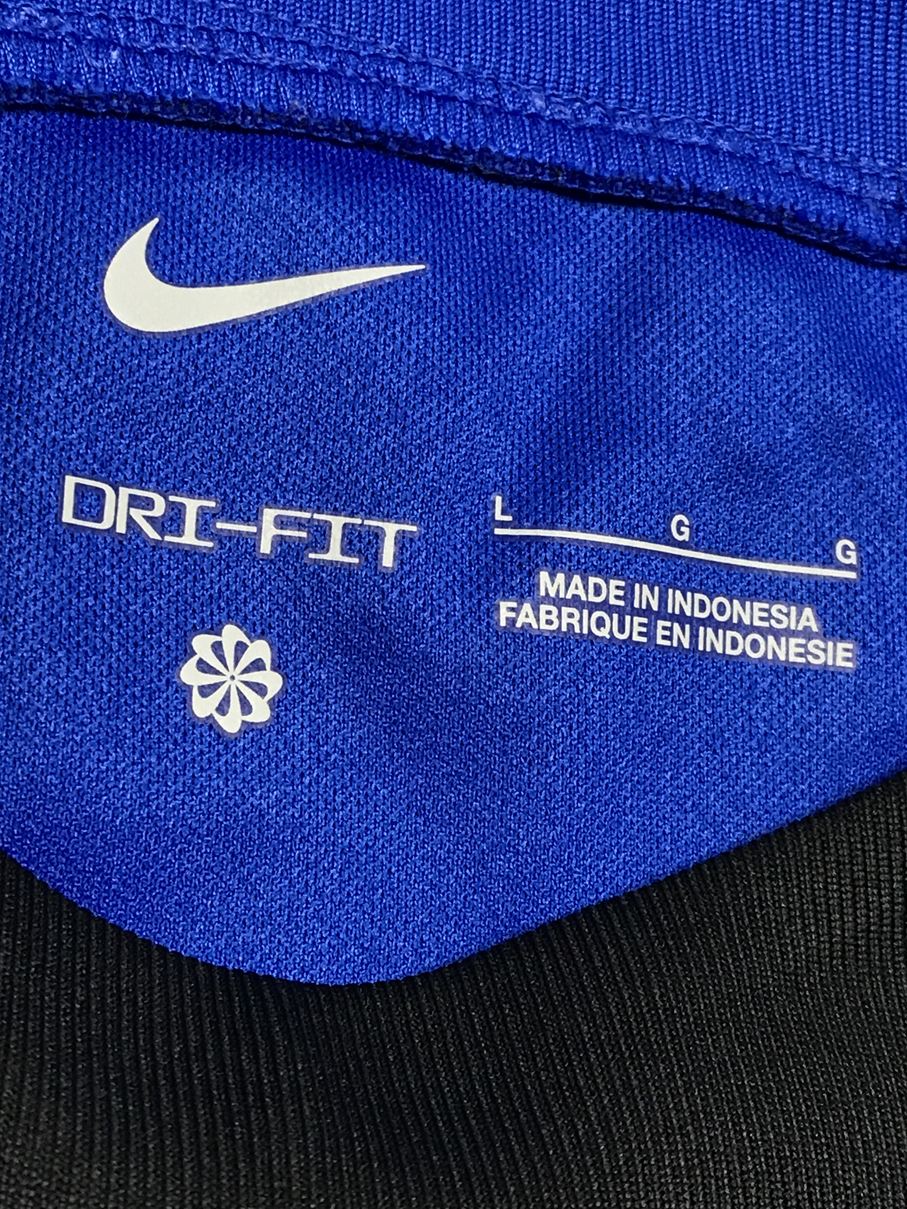 DRI-FIT
L G G
MADE IN INDONESIA
FABRIQUE EN INDONESIE